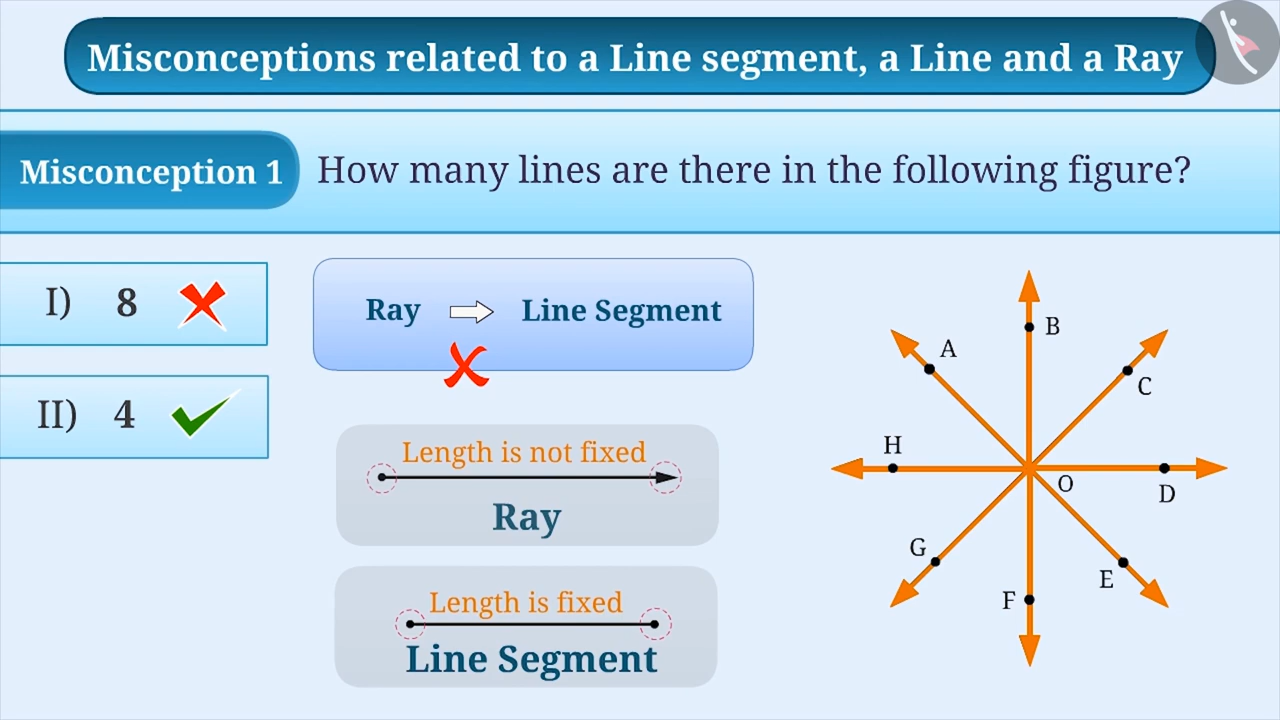 Misconceptions related to a Line segment, a Line and a Ray
Misconception 1
How many lines are there in the following figure?
I) 8
II) 4
Ray Line Segment
Length is not fixed
Ray
Length is fixed
Line Segment
B
A
C
H
O
D
G
E
F